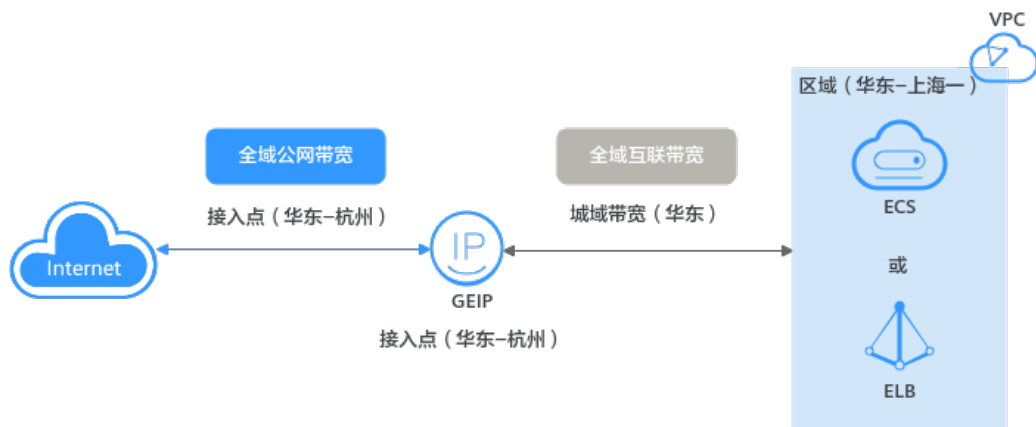 VPC
区域（华东-上海一）
全域公网带宽
全域互联带宽
接入点（华东-杭州）
城域带宽（华东）
ECS
Internet
IP
或
GEIP
接入点（华东-杭州）
ELB